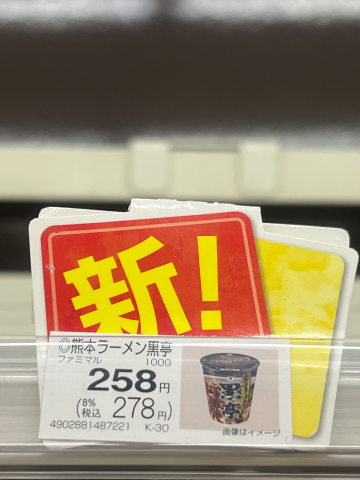 新!
◎熊本ラーメン黒亭
ファミマル 100G
258円
(8%税込 278円)
4902881487221 K-30
黒亭
画像はイメージ